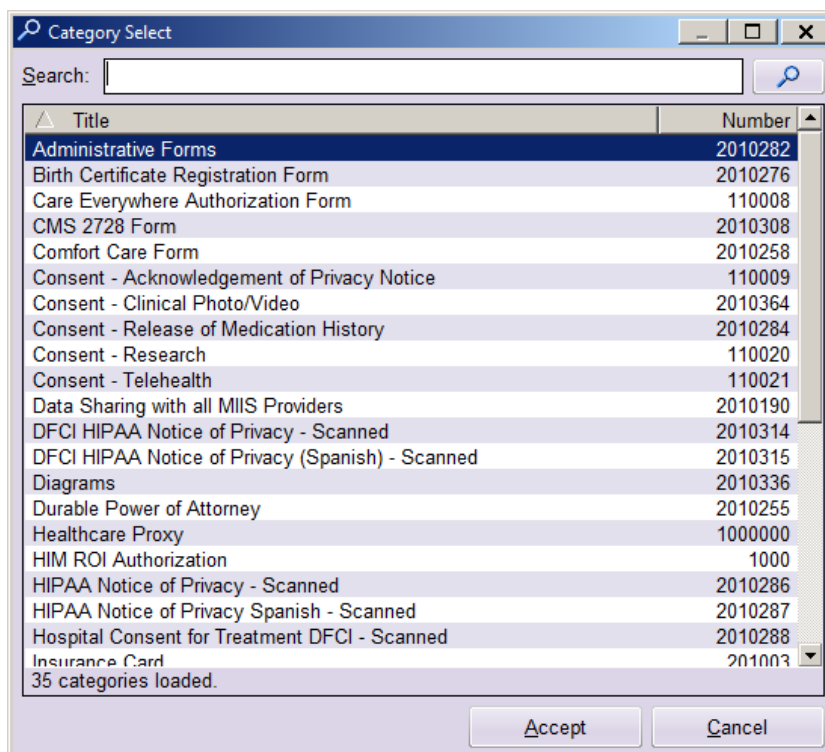 Category Select
Search:
Title Number
Administrative Forms 2010282
Birth Certificate Registration Form 2010276
Care Everywhere Authorization Form 110008
CMS 2728 Form 2010308
Comfort Care Form 2010258
Consent - Acknowledgement of Privacy Notice 110009
Consent - Clinical Photo/Video 2010364
Consent - Release of Medication History 2010284
Consent - Research 110020
Consent - Telehealth 110021
Data Sharing with all MIIS Providers 2010190
DFCI HIPAA Notice of Privacy - Scanned 2010314
DFCI HIPAA Notice of Privacy (Spanish) - Scanned 2010315
Diagrams 2010336
Durable Power of Attorney 2010255
Healthcare Proxy 1000000
HIM ROI Authorization 1000
HIPAA Notice of Privacy - Scanned 2010286
HIPAA Notice of Privacy Spanish - Scanned 2010287
Hospital Consent for Treatment DFCI - Scanned 2010288
Insurance Card 201003
35 categories loaded.
Accept Cancel